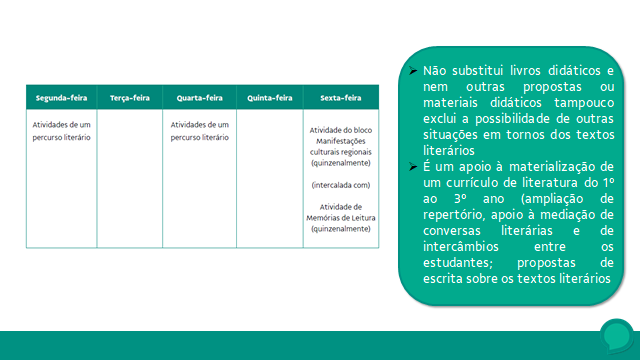 Segunda-feira Terça-feira Quarta-feira Quinta-feira Sexta-feira
Atividades de um
percurso literário
Atividades de um
percurso literário
Atividade do bloco
Manifestações
culturais regionais
(quinzenalmente)
(intercalada com)
Atividade de
Memórias de Leitura
(quinzenalmente)
➤ Não substitui livros didáticos e
nem outras propostas ou
materiais didáticos tampouco
exclui a possibilidade de outras
situações em tornos dos textos
literários
➤ É um apoio à materialização de
um currículo de literatura do 1º
ao 3º ano (ampliação de
repertório, apoio à mediação de
conversas literárias e de
intercâmbios entre os
estudantes; propostas de
escrita sobre os textos literários